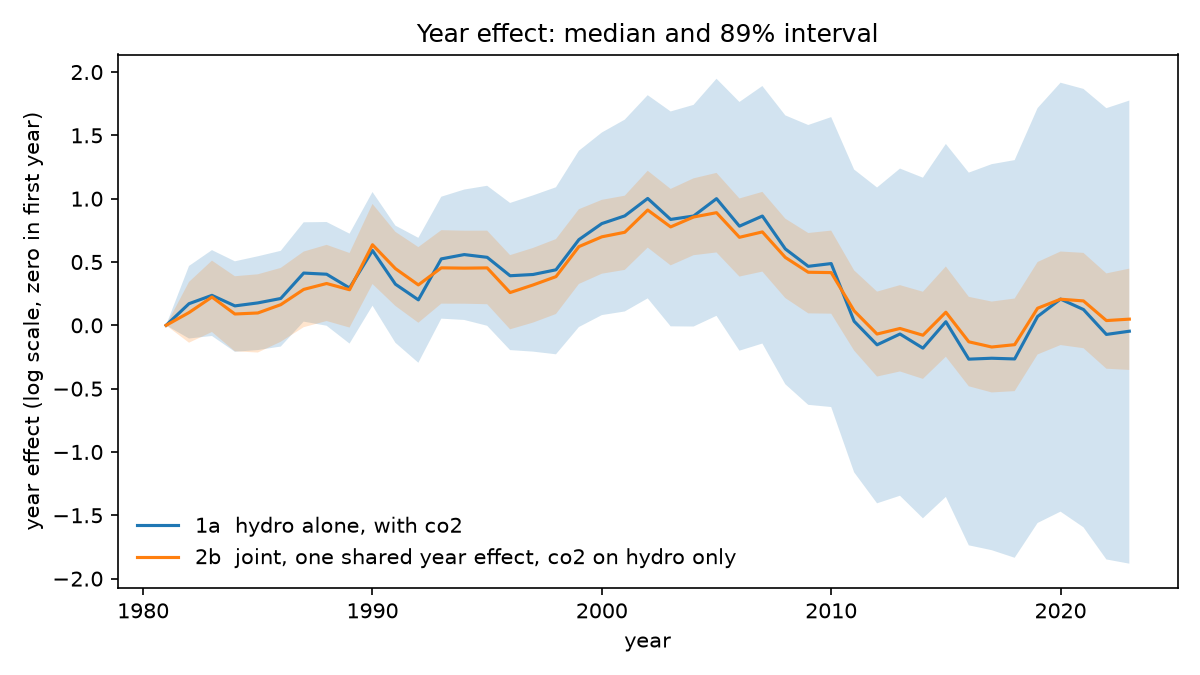 Year effect: median and 89% interval
year effect (log scale, zero in first year)
2.0
1.5
1.0
0.5
0.0
−0.5
−1.0
−1.5
−2.0
1a hydro alone, with co2
2b joint, one shared year effect, co2 on hydro only
1980 1990 2000 2010 2020
year